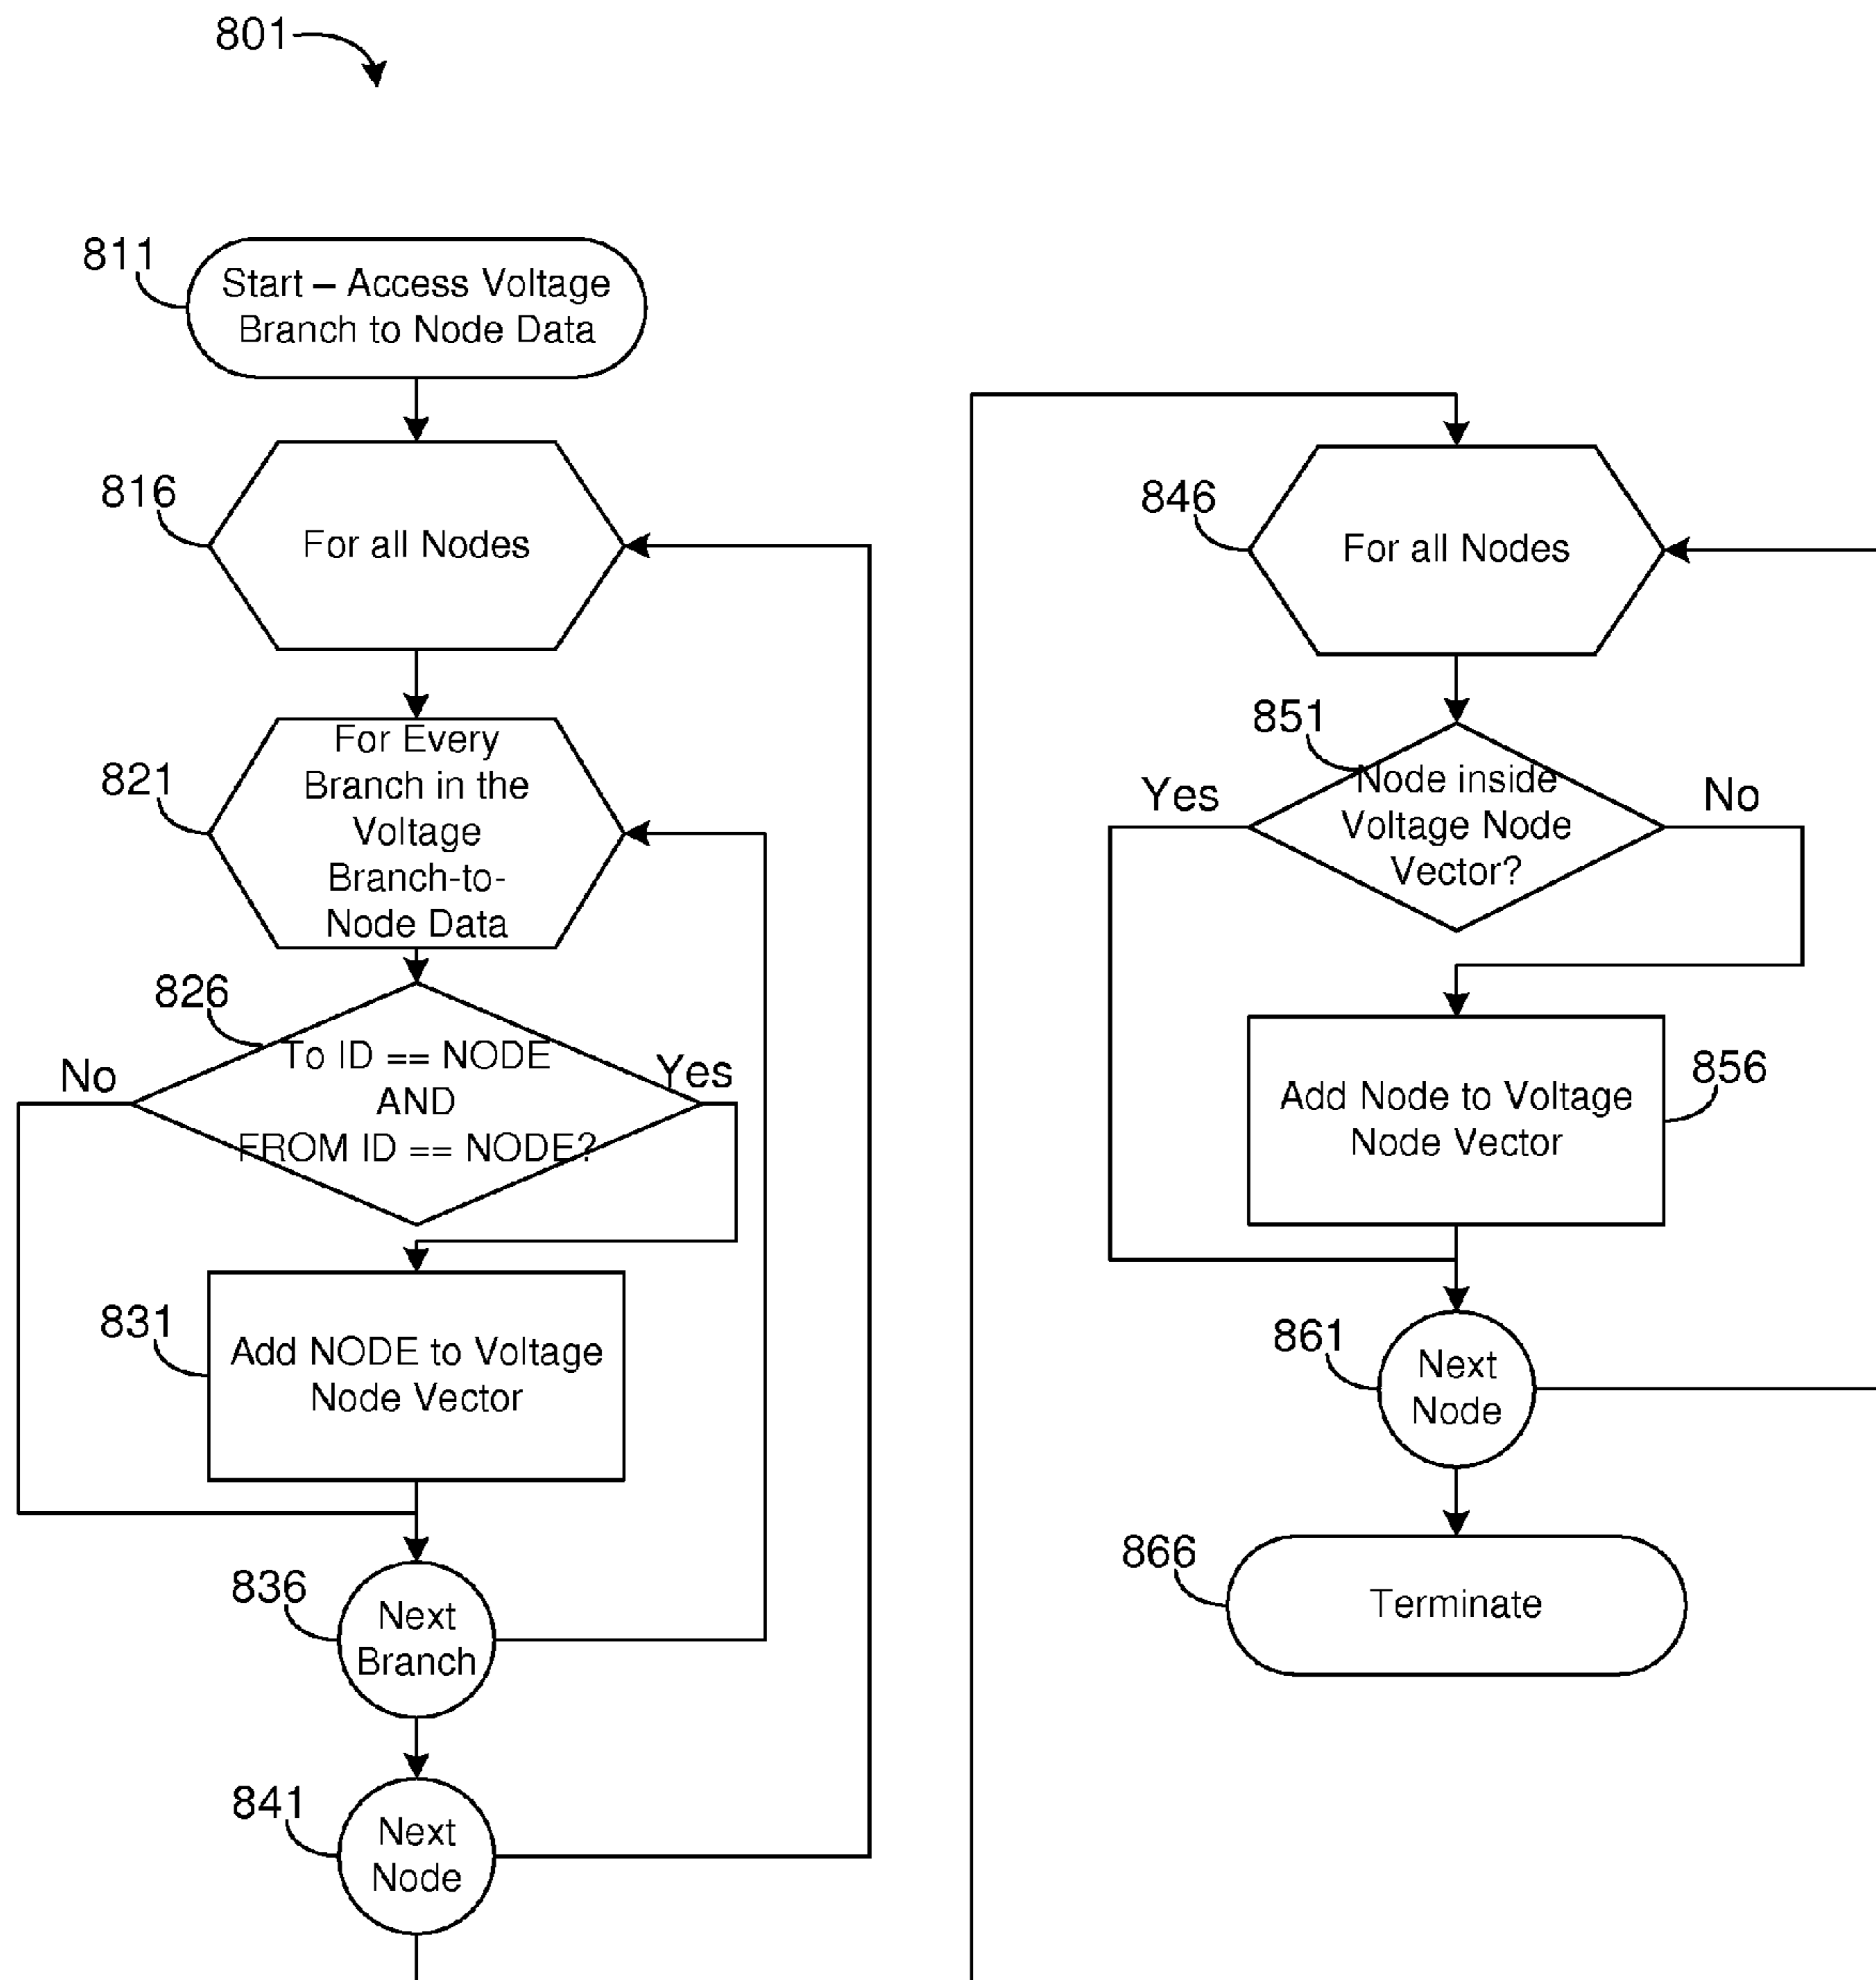 801
811
Start – Access Voltage
Branch to Node Data
816
For all Nodes
821
For Every
Branch in the
Voltage
Branch-to-
Node Data
826
To ID == NODE
AND
FROM ID == NODE?
No
Yes
831
Add NODE to Voltage
Node Vector
836
Next
Branch
841
Next
Node
846
For all Nodes
851
Node inside
Voltage Node
Vector?
Yes
No
856
Add Node to Voltage
Node Vector
861
Next
Node
866
Terminate